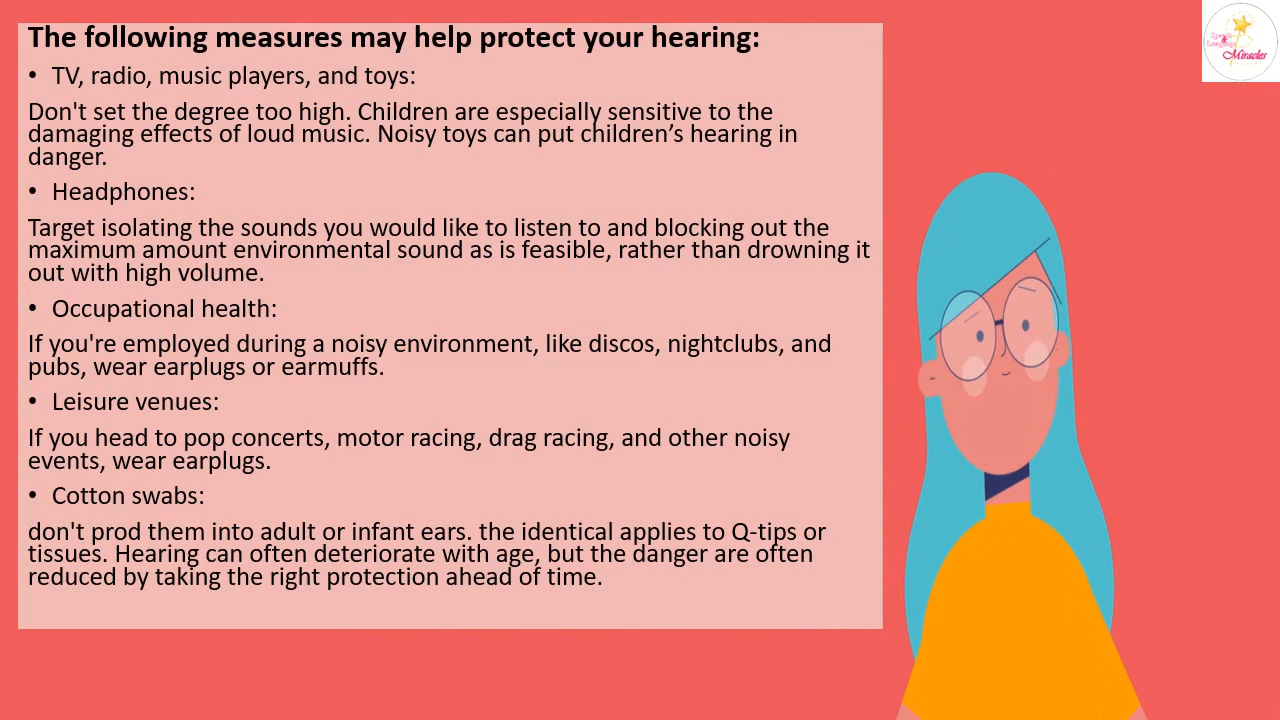 The following measures may help protect your hearing:
• TV, radio, music players, and toys:
Don't set the degree too high. Children are especially sensitive to the
damaging effects of loud music. Noisy toys can put children’s hearing in
danger.
• Headphones:
Target isolating the sounds you would like to listen to and blocking out the
maximum amount environmental sound as is feasible, rather than drowning it
out with high volume.
• Occupational health:
If you're employed during a noisy environment, like discos, nightclubs, and
pubs, wear earplugs or earmuffs.
• Leisure venues:
If you head to pop concerts, motor racing, drag racing, and other noisy
events, wear earplugs.
• Cotton swabs:
don't prod them into adult or infant ears. the identical applies to Q-tips or
tissues. Hearing can often deteriorate with age, but the danger are often
reduced by taking the right protection ahead of time.
Speech
&
Language
Miracles